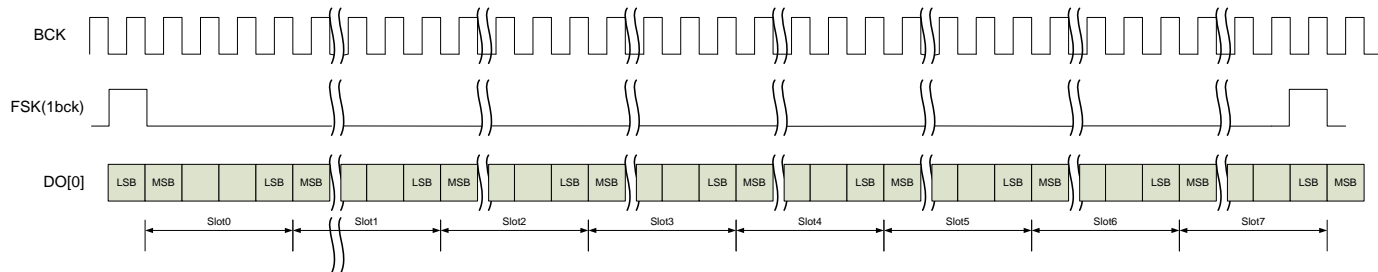 BCK
FSK(1bck)
DO[0]
LSB MSB LSB MSB LSB MSB LSB MSB LSB MSB LSB MSB LSB MSB LSB MSB LSB MSB
Slot0 Slot1 Slot2 Slot3 Slot4 Slot5 Slot6 Slot7